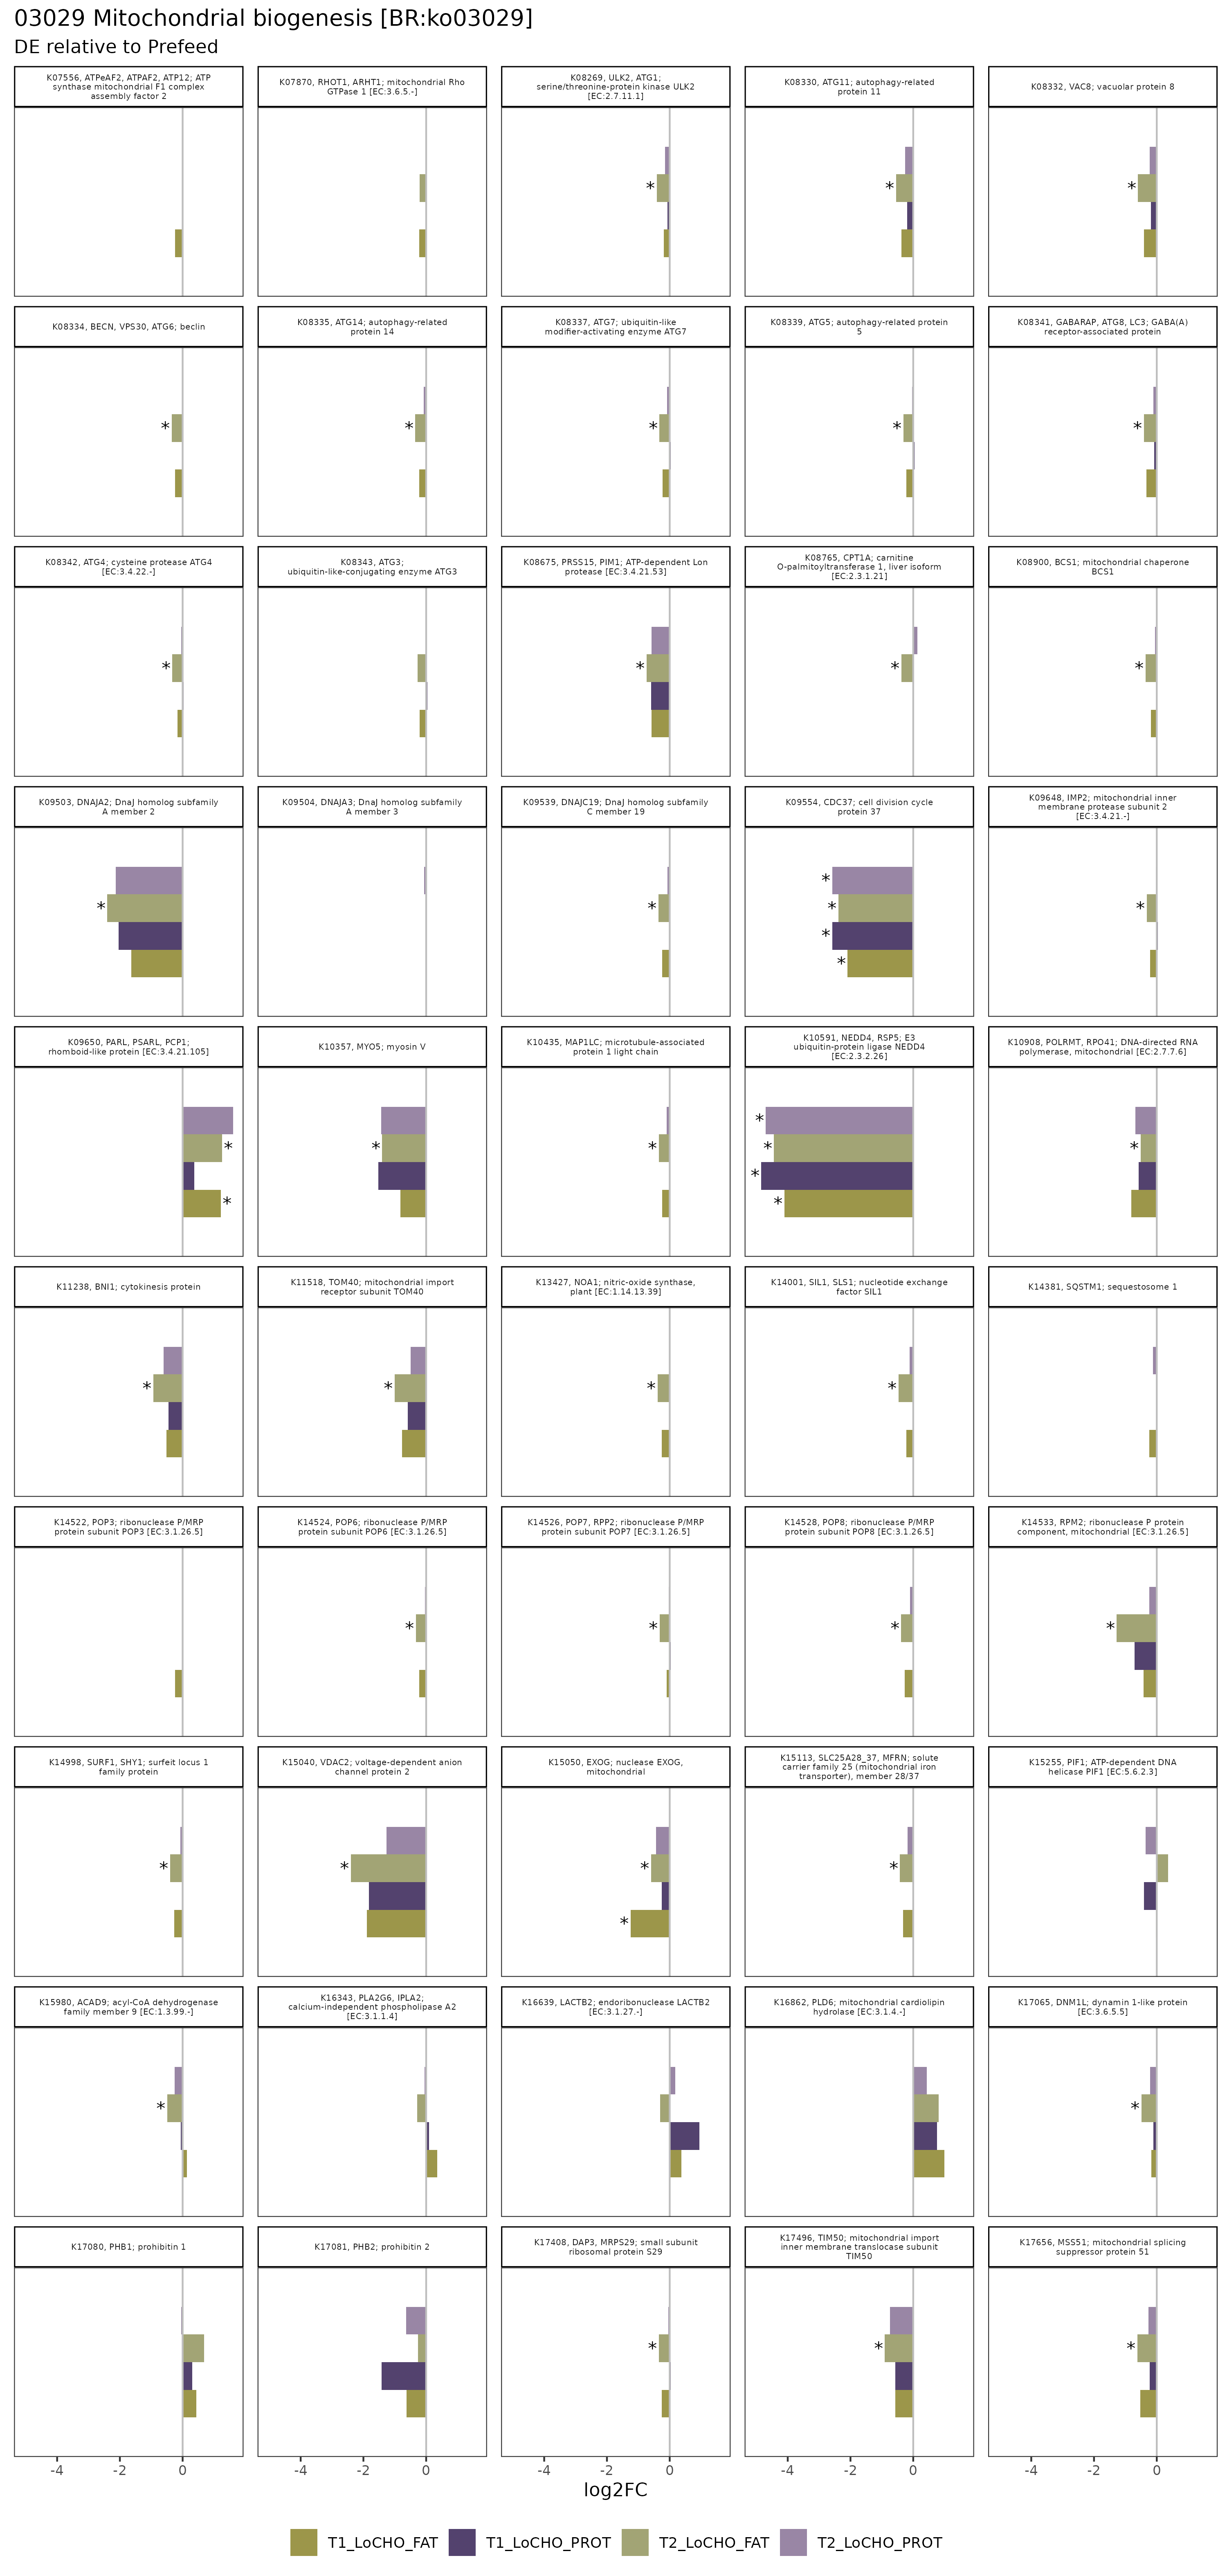 03029 Mitochondrial biogenesis [BR:ko03029]
DE relative to Prefeed
K07556, ATPeAF2, ATPAF2, ATP12; ATP
synthase mitochondrial F1 complex
assembly factor 2
K07870, RHOT1, ARHT1; mitochondrial Rho
GTPase 1 [EC:3.6.5.-]
K08269, ULK2, ATG1;
serine/threonine-protein kinase ULK2
[EC:2.7.11.1]
*
K08330, ATG11; autophagy-related
protein 11
*
K08332, VAC8; vacuolar protein 8
*
K08334, BECN, VPS30, ATG6; beclin
*
K08335, ATG14; autophagy-related
protein 14
*
K08337, ATG7; ubiquitin-like
modifier-activating enzyme ATG7
*
K08339, ATG5; autophagy-related protein
5
*
K08341, GABARAP, ATG8, LC3; GABA(A)
receptor-associated protein
*
K08342, ATG4; cysteine protease ATG4
[EC:3.4.22.-]
*
K08343, ATG3;
ubiquitin-like-conjugating enzyme ATG3
K08675, PRSS15, PIM1; ATP-dependent Lon
protease [EC:3.4.21.53]
*
K08765, CPT1A; carnitine
O-palmitoyltransferase 1, liver isoform
[EC:2.3.1.21]
*
K08900, BCS1; mitochondrial chaperone
BCS1
*
K09503, DNAJA2; DnaJ homolog subfamily
A member 2
*
K09504, DNAJA3; DnaJ homolog subfamily
A member 3
K09539, DNAJC19; DnaJ homolog subfamily
C member 19
*
K09554, CDC37; cell division cycle
protein 37
*
*
*
*
K09648, IMP2; mitochondrial inner
membrane protease subunit 2
[EC:3.4.21.-]
*
K09650, PARL, PSARL, PCP1;
rhomboid-like protein [EC:3.4.21.105]
*
*
K10357, MYO5; myosin V
*
K10435, MAP1LC; microtubule-associated
protein 1 light chain
*
K10591, NEDD4, RSP5; E3
ubiquitin-protein ligase NEDD4
[EC:2.3.2.26]
*
*
*
*
K10908, POLRMT, RPO41; DNA-directed RNA
polymerase, mitochondrial [EC:2.7.7.6]
*
K11238, BNI1; cytokinesis protein
*
K11518, TOM40; mitochondrial import
receptor subunit TOM40
*
K13427, NOA1; nitric-oxide synthase,
plant [EC:1.14.13.39]
*
K14001, SIL1, SLS1; nucleotide exchange
factor SIL1
*
K14381, SQSTM1; sequestosome 1
K14522, POP3; ribonuclease P/MRP
protein subunit POP3 [EC:3.1.26.5]
K14524, POP6; ribonuclease P/MRP
protein subunit POP6 [EC:3.1.26.5]
*
K14526, POP7, RPP2; ribonuclease P/MRP
protein subunit POP7 [EC:3.1.26.5]
*
K14528, POP8; ribonuclease P/MRP
protein subunit POP8 [EC:3.1.26.5]
*
K14533, RPM2; ribonuclease P protein
component, mitochondrial [EC:3.1.26.5]
*
K14998, SURF1, SHY1; surfeit locus 1
family protein
*
K15040, VDAC2; voltage-dependent anion
channel protein 2
*
K15050, EXOG; nuclease EXOG,
mitochondrial
*
*
K15113, SLC25A28_37, MFRN; solute
carrier family 25 (mitochondrial iron
transporter), member 28/37
*
K15255, PIF1; ATP-dependent DNA
helicase PIF1 [EC:5.6.2.3]
K15980, ACAD9; acyl-CoA dehydrogenase
family member 9 [EC:1.3.99.-]
*
K16343, PLA2G6, IPLA2;
calcium-independent phospholipase A2
[EC:3.1.1.4]
K16639, LACTB2; endoribonuclease LACTB2
[EC:3.1.27.-]
K16862, PLD6; mitochondrial cardiolipin
hydrolase [EC:3.1.4.-]
K17065, DNM1L; dynamin 1-like protein
[EC:3.6.5.5]
*
K17080, PHB1; prohibitin 1
K17081, PHB2; prohibitin 2
K17408, DAP3, MRPS29; small subunit
ribosomal protein S29
*
K17496, TIM50; mitochondrial import
inner membrane translocase subunit
TIM50
*
K17656, MSS51; mitochondrial splicing
suppressor protein 51
*
-4 -2 0 -4 -2 0 -4 -2 0 -4 -2 0 -4 -2 0
log2FC
T1_LoCHO_FAT T1_LoCHO_PROT T2_LoCHO_FAT T2_LoCHO_PROT